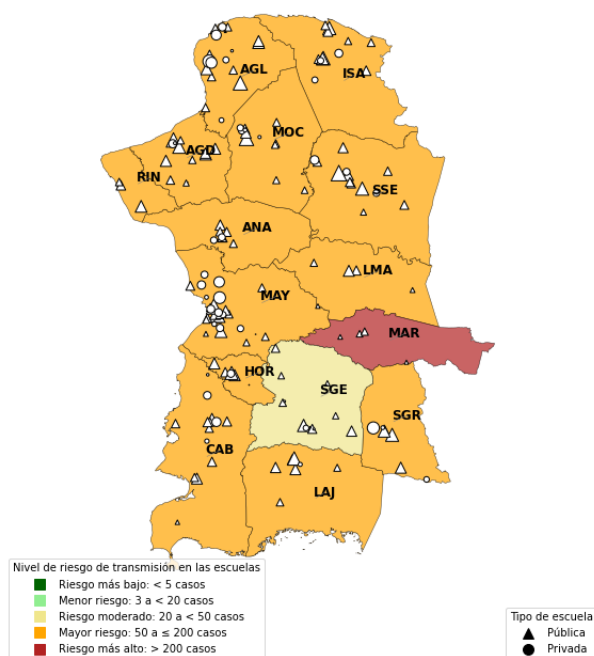 AGL
ISA
MOC
AGD
RIN
SSE
ANA
LMA
MAY
MAR
HOR
SGE
SGR
CAB
LAJ
Nivel de riesgo de transmisión en las escuelas
Riesgo más bajo: < 5 casos
Menor riesgo: 3 a < 20 casos
Riesgo moderado: 20 a < 50 casos
Mayor riesgo: 50 a ≤ 200 casos
Riesgo más alto: > 200 casos
Tipo de escuela
Pública
Privada